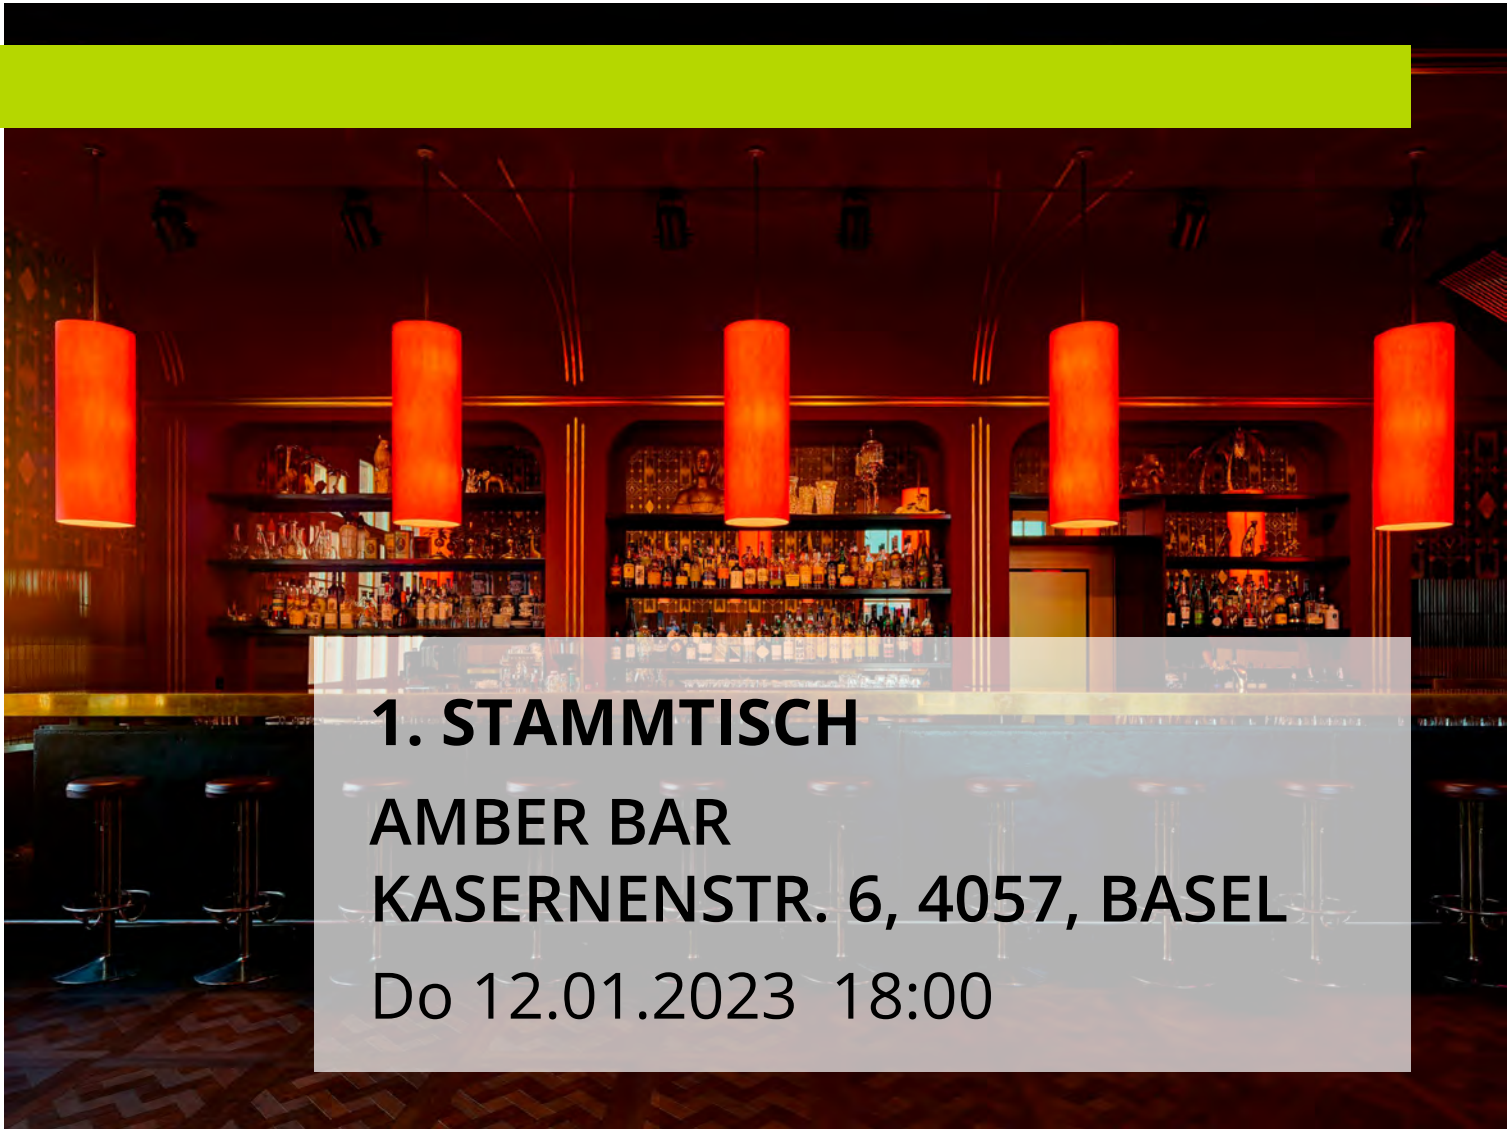 1. STAMMTISCH
AMBER BAR
KASERNENSTR. 6, 4057, BASEL
Do 12.01.2023  18:00